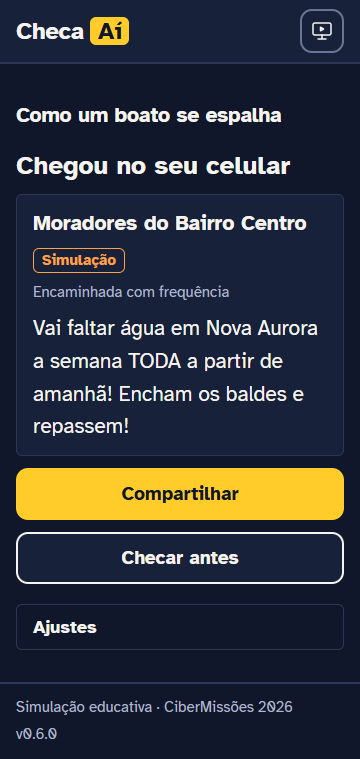 Checa Aí
Como um boato se espalha
Chegou no seu celular
Moradores do Bairro Centro
Simulação
Encaminhada com frequência
Vai faltar água em Nova Aurora
a semana TODA a partir de
amanhã! Encham os baldes e
repassem!
Compartilhar
Checar antes
Ajustes
Simulação educativa · CiberMissões 2026
v0.6.0